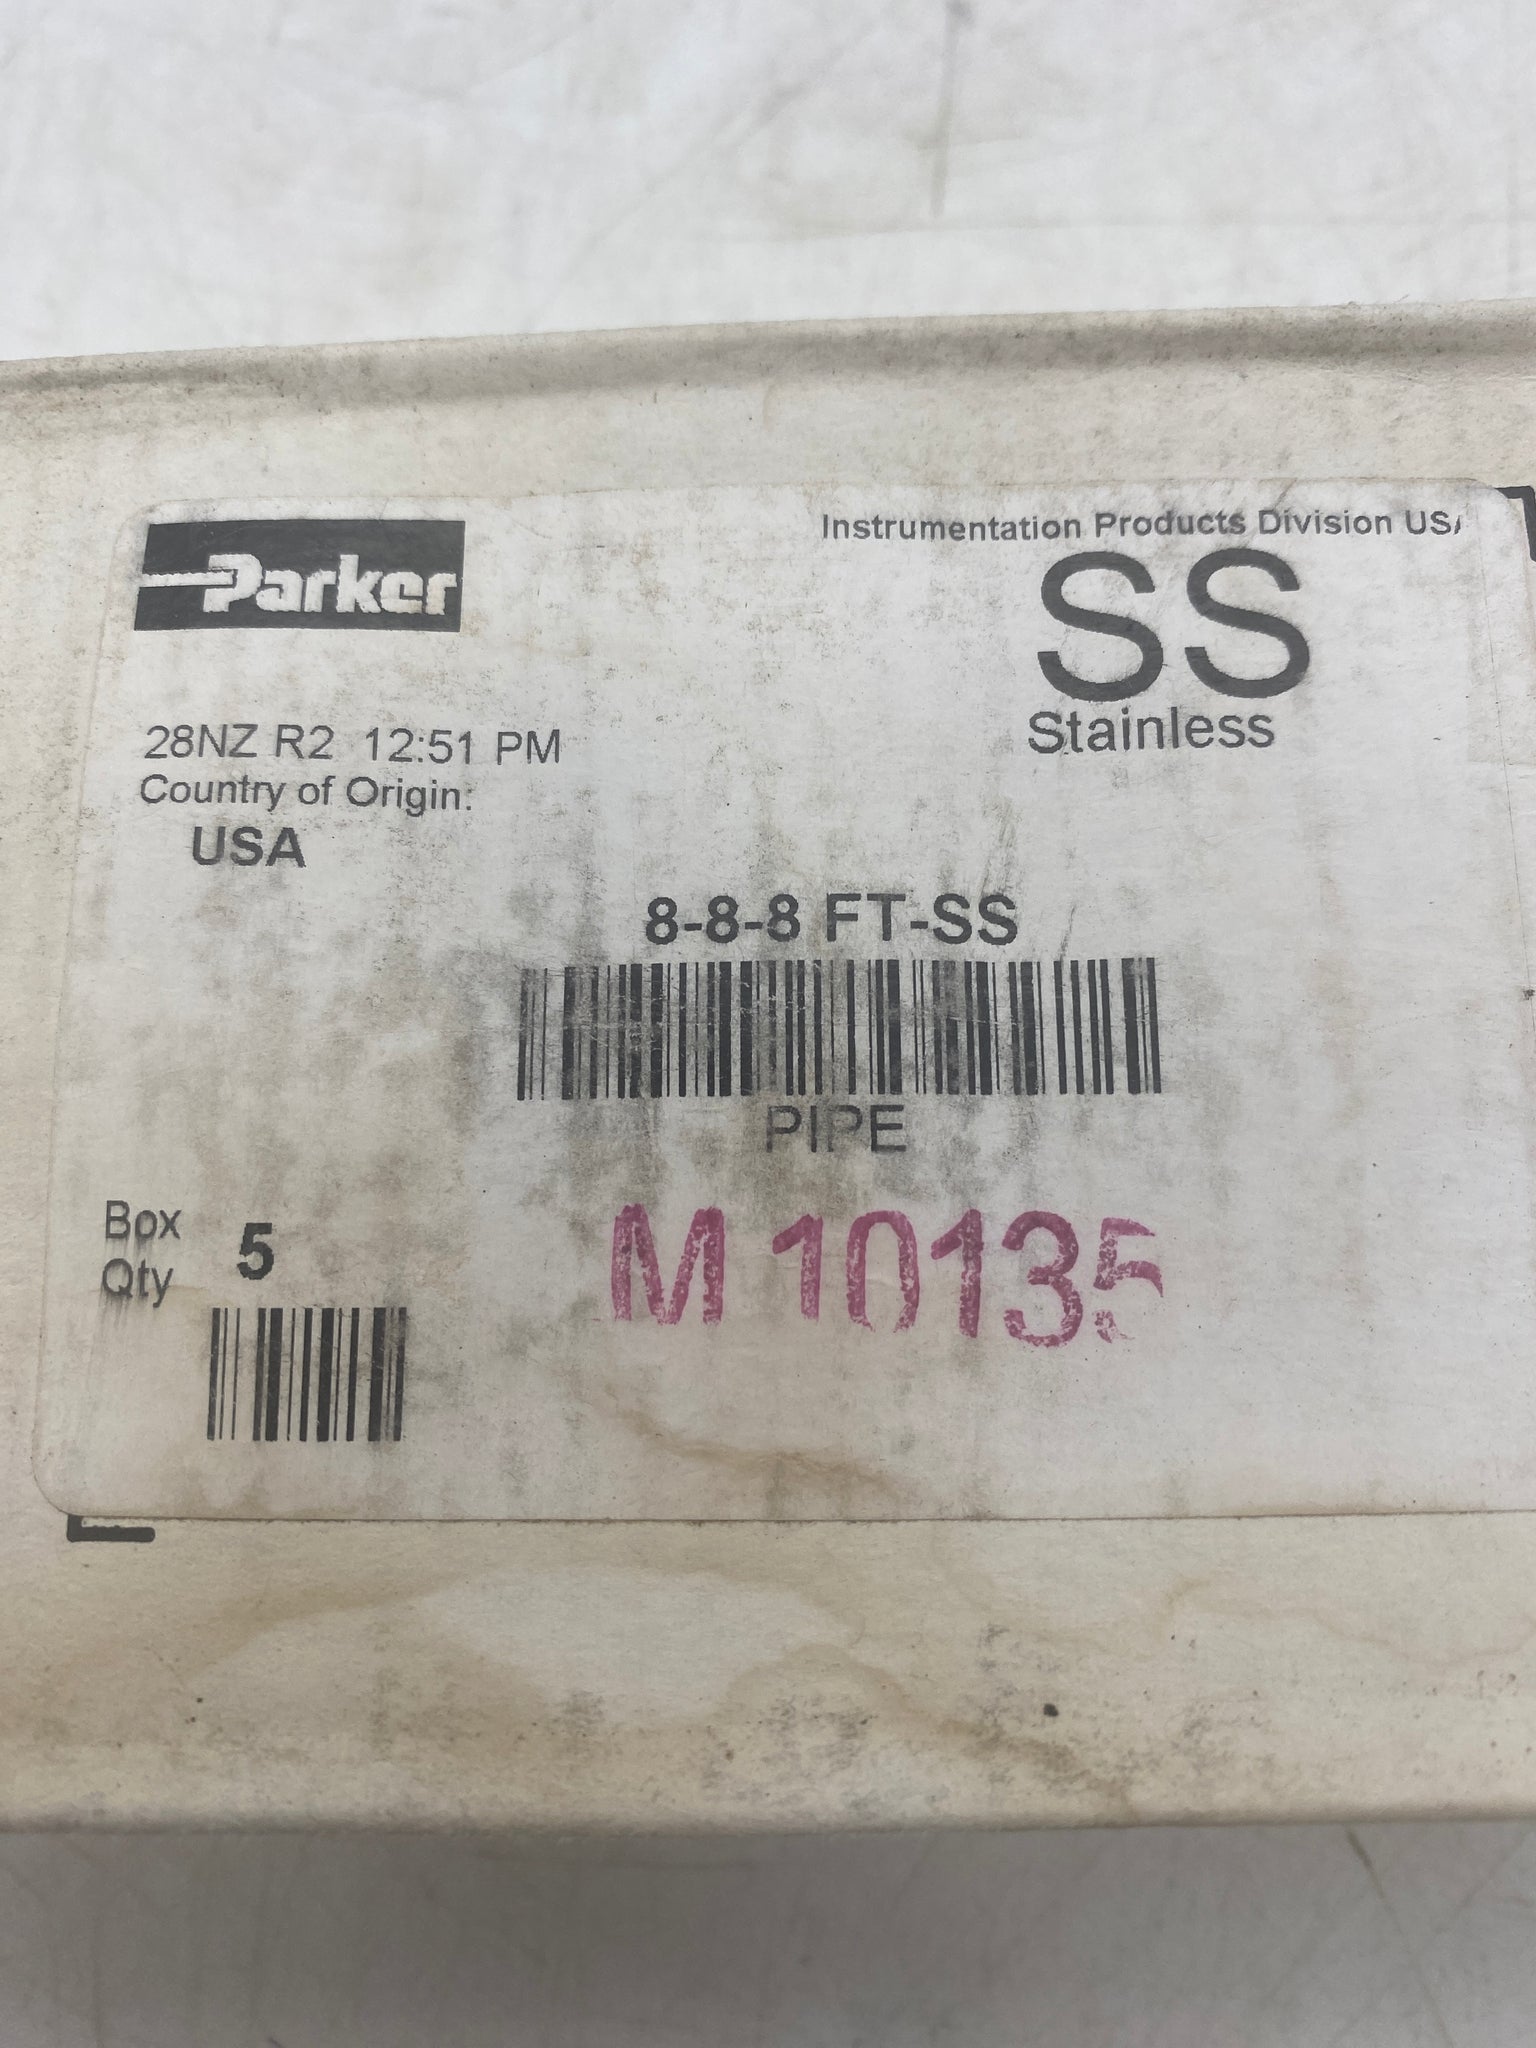 Parker
Instrumentation Products Division USA
SS
Stainless
28NZ R2 12:51 PM
Country of Origin:
USA
8-8-8 FT-SS
PIPE
Box
Qty 5
M 10135